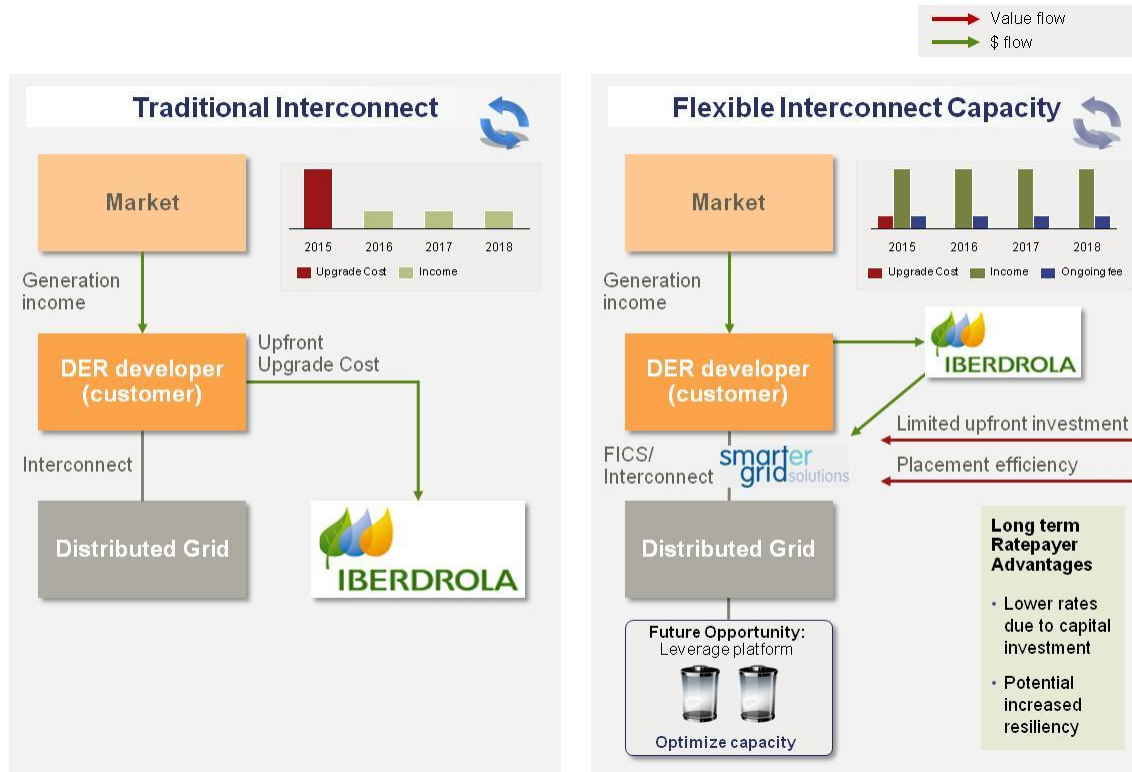 Value flow
$ flow
Traditional Interconnect
Market
2015
2016
2017
2018
Upgrade Cost
Income
Generation
income
DER developer
(customer)
Upfront
Upgrade Cost
Interconnect
Distributed Grid
IBERDROLA
Flexible Interconnect Capacity
Market
2015
2016
2017
2018
Upgrade Cost
Income
Ongoing fee
Generation
income
DER developer
(customer)
IBERDROLA
Limited upfront investment
FICS/
Interconnect
smarter
gridsolutions
Placement efficiency
Distributed Grid
Long term
Ratepayer
Advantages
• Lower rates
due to capital
investment
• Potential
increased
resiliency
Future Opportunity:
Leverage platform
Optimize capacity